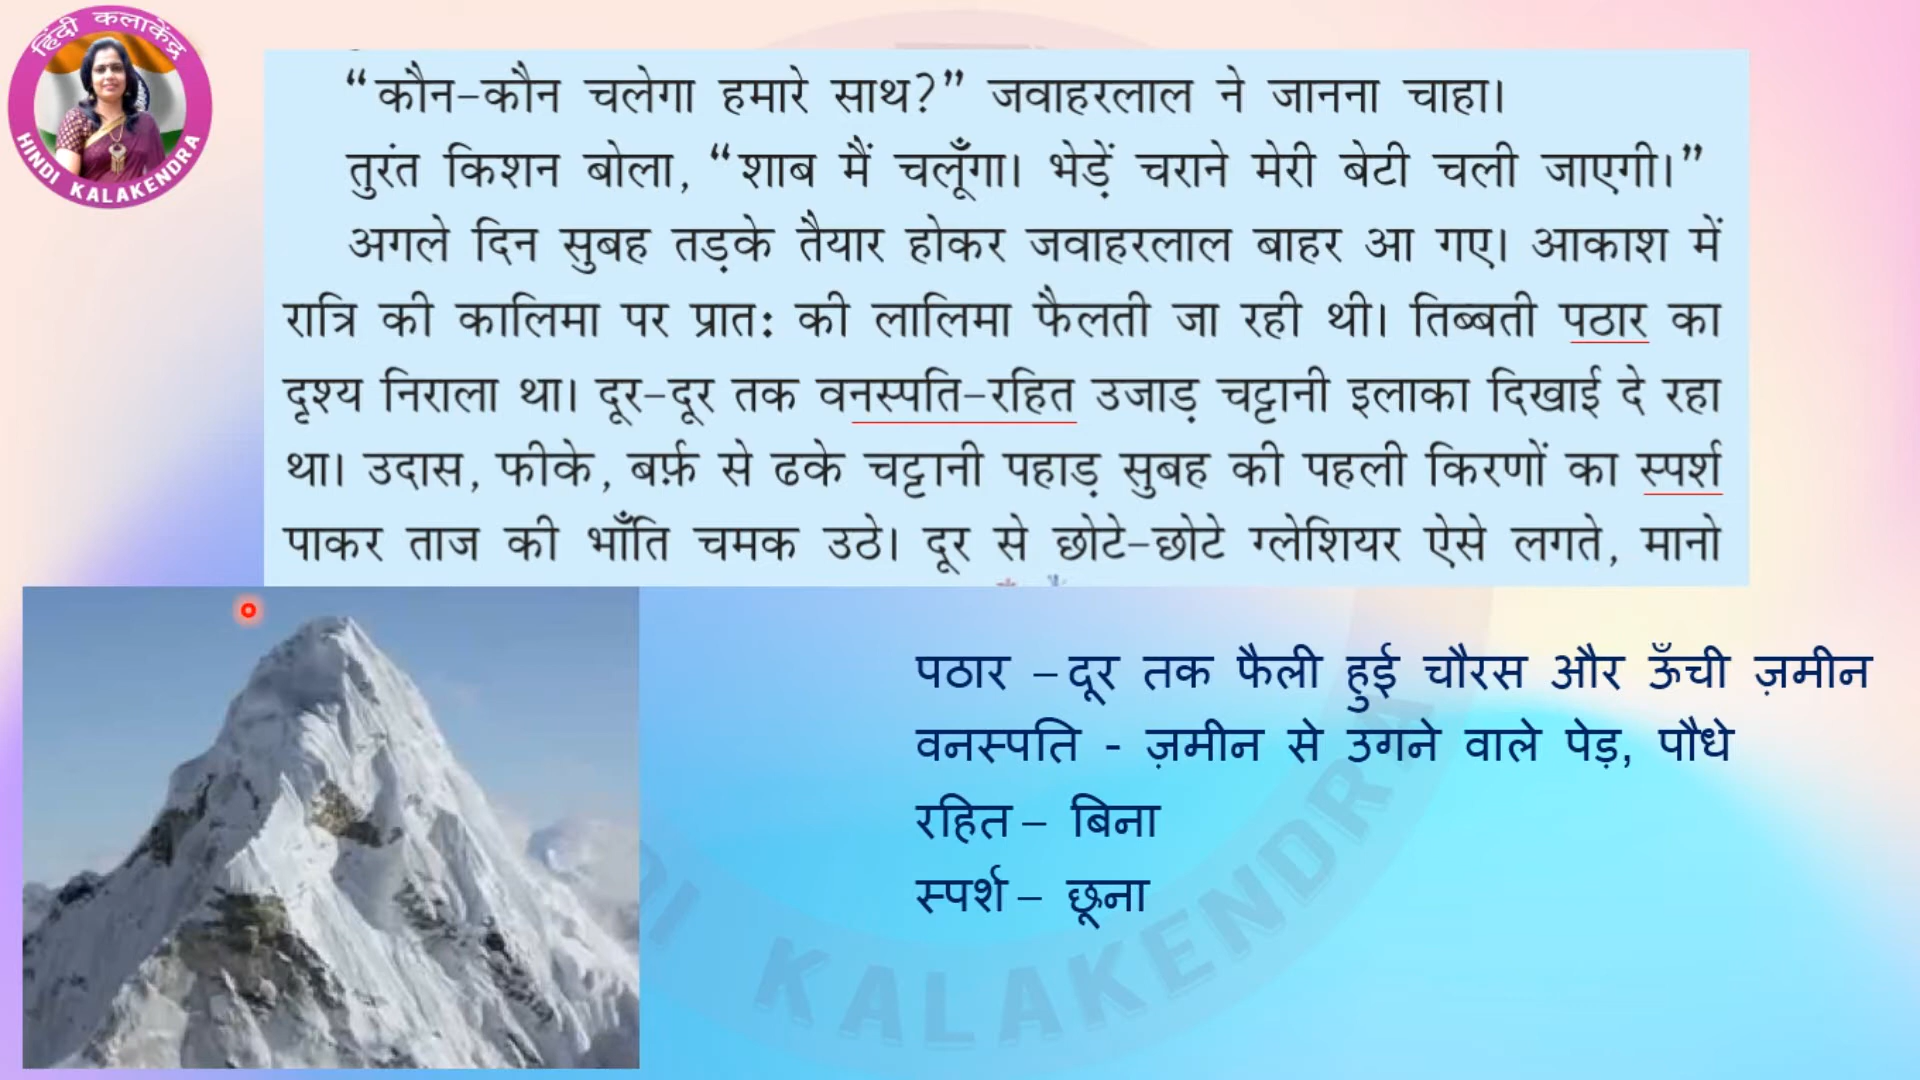 हिंदी कलाकेंद्र
HINDI KALAKENDRA
“कौन-कौन चलेगा हमारे साथ?” जवाहरलाल ने जानना चाहा।
तुरंत किशन बोला, “शाब मैं चलूँगा। भेड़ें चराने मेरी बेटी चली जाएगी।”
अगले दिन सुबह तड़के तैयार होकर जवाहरलाल बाहर आ गए। आकाश में
रात्रि की कालिमा पर प्रातः की लालिमा फैलती जा रही थी। तिब्बती पठार का
दृश्य निराला था। दूर-दूर तक वनस्पति-रहित उजाड़ चट्टानी इलाका दिखाई दे रहा
था। उदास, फीके, बर्फ़ से ढके चट्टानी पहाड़ सुबह की पहली किरणों का स्पर्श
पाकर ताज की भाँति चमक उठे। दूर से छोटे-छोटे ग्लेशियर ऐसे लगते, मानो
पठार – दूर तक फैली हुई चौरस और ऊँची ज़मीन
वनस्पति - ज़मीन से उगने वाले पेड़, पौधे
रहित – बिना
स्पर्श – छूना
DI KALAKENDRA